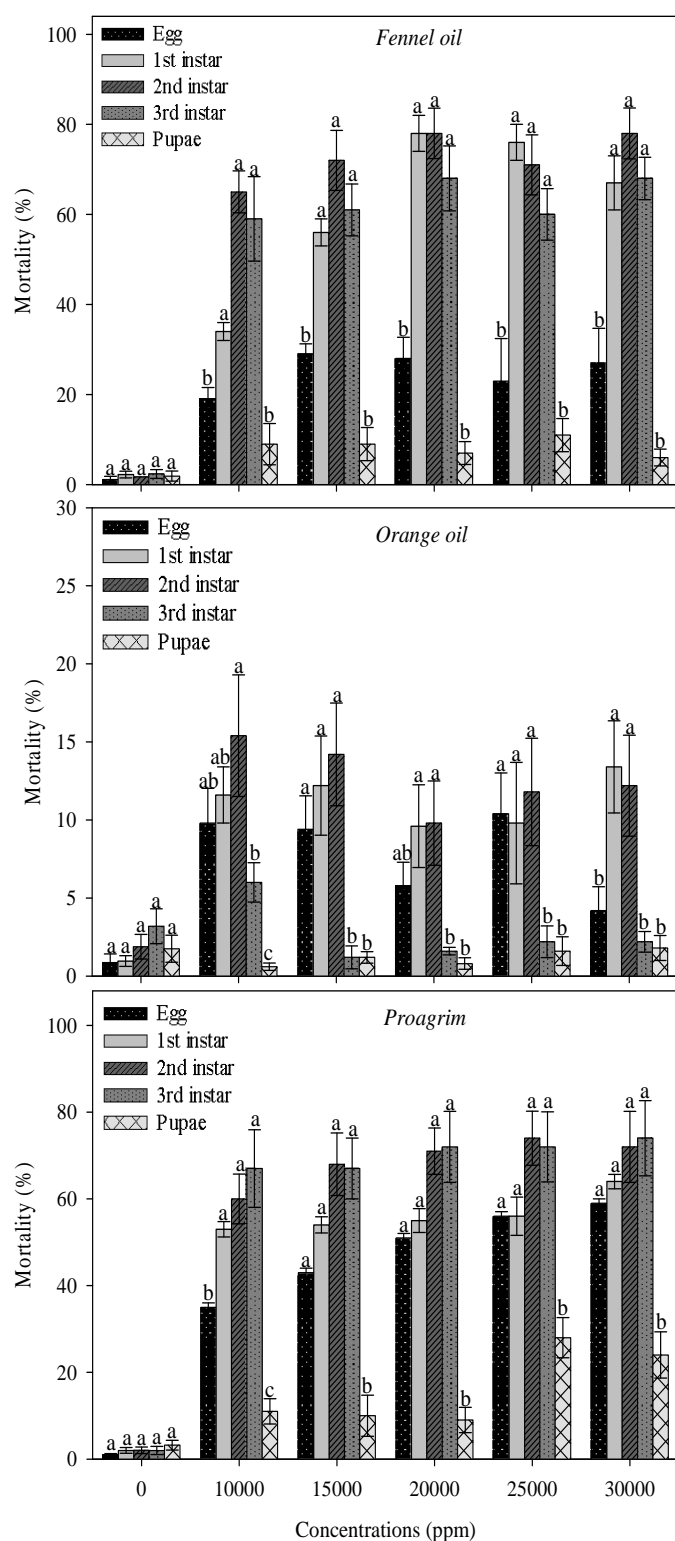 Fennel oil
Egg
1st instar
2nd instar
3rd instar
Pupae
Mortality (%)
100
80
60
40
20
0
a a a a a
b a a a b
b a a a b
b a a a b
b a a a b
b a a a b
Orange oil
Egg
1st instar
2nd instar
3rd instar
Pupae
Mortality (%)
30
25
20
15
10
5
0
a a a a a
ab ab a b c
a a a b b
ab a a b b
a a a b b
b a a b b
Proagrim
Egg
1st instar
2nd instar
3rd instar
Pupae
Mortality (%)
100
80
60
40
20
0
a a a a a
b a a a c
a a a a b
a a a a b
a a a a b
a a a a b
0 10000 15000 20000 25000 30000
Concentrations (ppm)